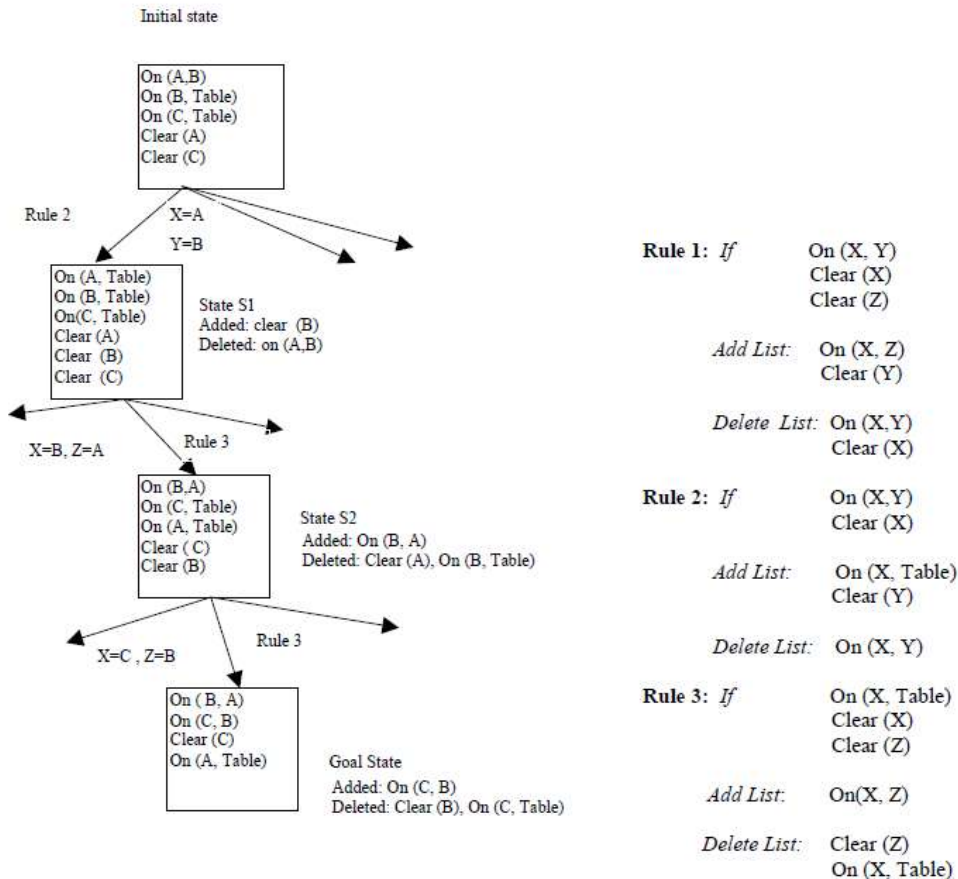 Initial state
On (A,B)
On (B, Table)
On (C, Table)
Clear (A)
Clear (C)
Rule 2
X=A
Y=B
On (A, Table)
On (B, Table)
On(C, Table)
Clear (A)
Clear (B)
Clear (C)
State S1
Added: clear (B)
Deleted: on (A,B)
X=B, Z=A
Rule 3
On (B,A)
On (C, Table)
On (A, Table)
Clear ( C)
Clear (B)
State S2
Added: On (B, A)
Deleted: Clear (A), On (B, Table)
X=C , Z=B
Rule 3
On ( B, A)
On (C, B)
Clear (C)
On (A, Table)
Goal State
Added: On (C, B)
Deleted: Clear (B), On (C, Table)
Rule 1: If On (X, Y)
Clear (X)
Clear (Z)
Add List: On (X, Z)
Clear (Y)
Delete List: On (X,Y)
Clear (X)
Rule 2: If On (X,Y)
Clear (X)
Add List: On (X, Table)
Clear (Y)
Delete List: On (X, Y)
Rule 3: If On (X, Table)
Clear (X)
Clear (Z)
Add List: On(X, Z)
Delete List: Clear (Z)
On (X, Table)